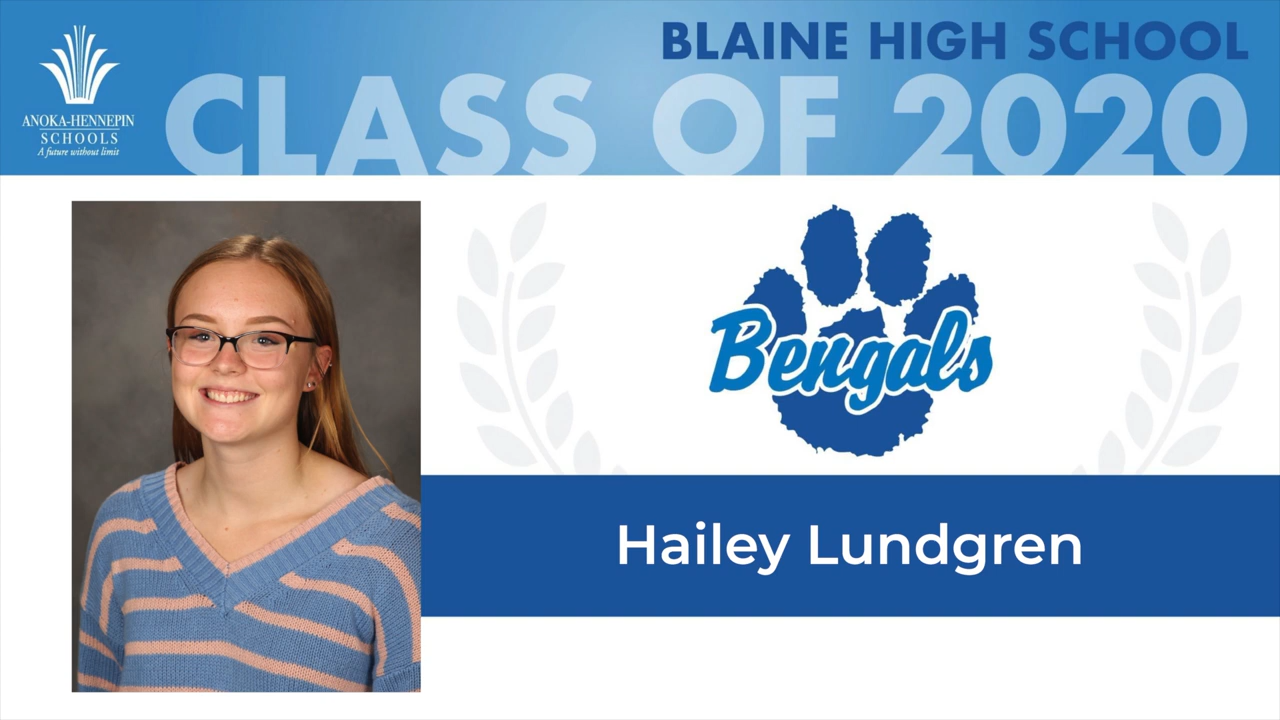 BLAINE HIGH SCHOOL
CLASS OF 2020
ANOKA-HENNEPIN
SCHOOLS
A future without limit
Bengals
Hailey Lundgren